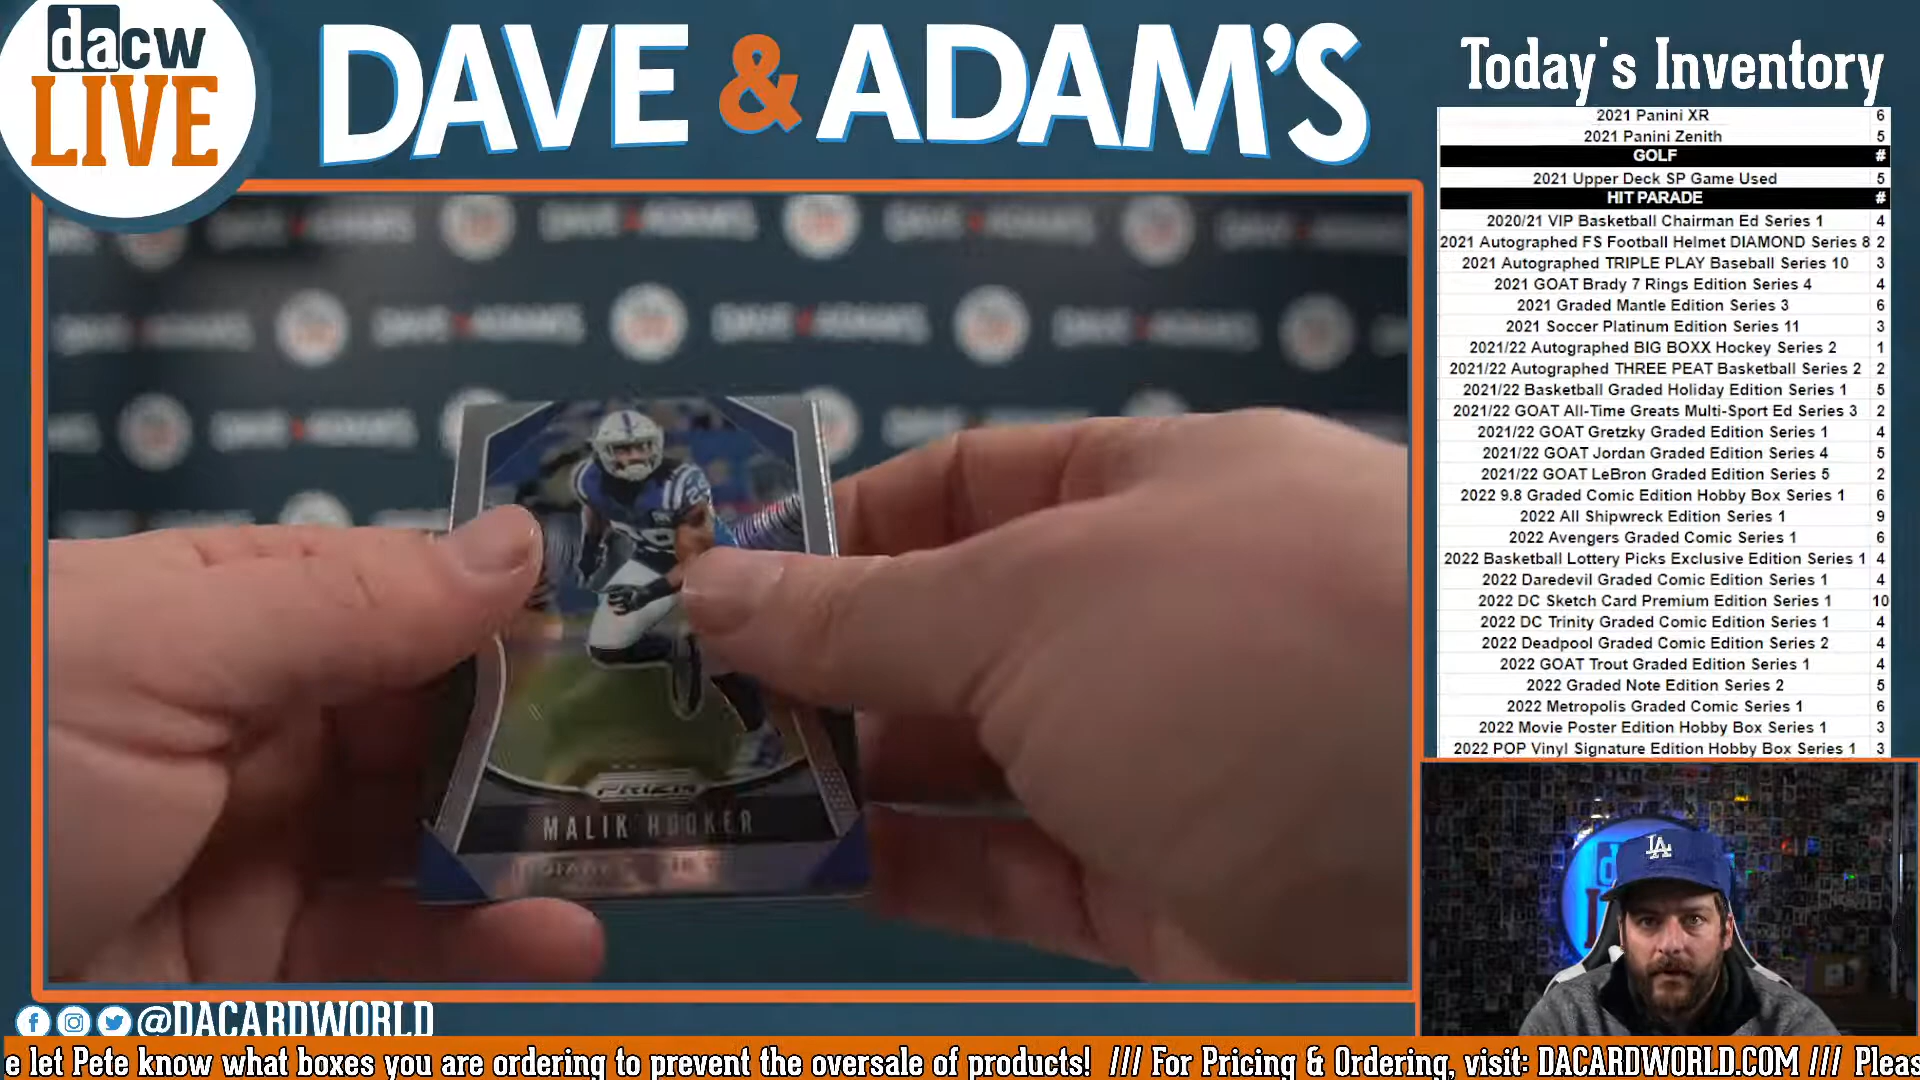 dacw
LIVE
DAVE & ADAM'S
Today's Inventory
2021 Panini XR 6
2021 Panini Zenith 5
GOLF #
2021 Upper Deck SP Game Used 5
HIT PARADE #
2020/21 VIP Basketball Chairman Ed Series 1 4
2021 Autographed FS Football Helmet DIAMOND Series 8 2
2021 Autographed TRIPLE PLAY Baseball Series 10 3
2021 GOAT Brady 7 Rings Edition Series 4 4
2021 Graded Mantle Edition Series 3 6
2021 Soccer Platinum Edition Series 11 3
2021/22 Autographed BIG BOXX Hockey Series 2 1
2021/22 Autographed THREE PEAT Basketball Series 2 2
2021/22 Basketball Graded Holiday Edition Series 1 5
2021/22 GOAT All-Time Greats Multi-Sport Ed Series 3 2
2021/22 GOAT Gretzky Graded Edition Series 1 4
2021/22 GOAT Jordan Graded Edition Series 4 5
2021/22 GOAT LeBron Graded Edition Series 5 2
2022 9.8 Graded Comic Edition Hobby Box Series 1 6
2022 All Shipwreck Edition Series 1 9
2022 Avengers Graded Comic Series 1 6
2022 Basketball Lottery Picks Exclusive Edition Series 1 4
2022 Daredevil Graded Comic Edition Series 1 4
2022 DC Sketch Card Premium Edition Series 1 10
2022 DC Trinity Graded Comic Edition Series 1 4
2022 Deadpool Graded Comic Edition Series 2 4
2022 GOAT Trout Graded Edition Series 1 4
2022 Graded Note Edition Series 2 5
2022 Metropolis Graded Comic Series 1 6
2022 Movie Poster Edition Hobby Box Series 1 3
2022 POP Vinyl Signature Edition Hobby Box Series 1 3
DAVE & ADAM'S
PRIZM
MALIK HOOKER
LA
@DACARDWORLD
e let Pete know what boxes you are ordering to prevent the oversale of products! /// For Pricing & Ordering, visit: DACARDWORLD.COM /// Pleas